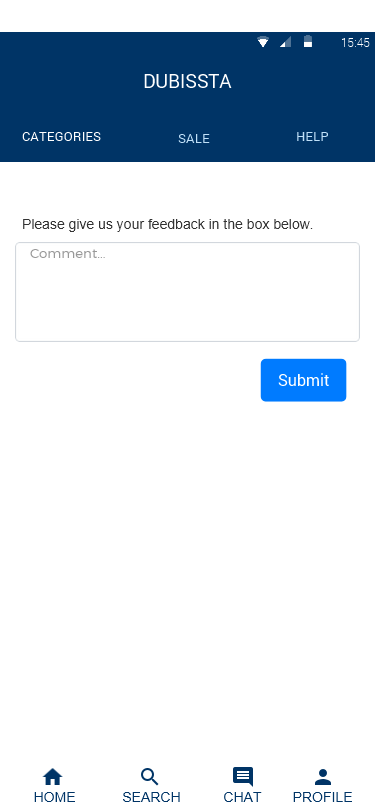 15:45
DUBISSTA
CATEGORIES SALE HELP
Please give us your feedback in the box below.
Comment...
Submit
HOME SEARCH CHAT PROFILE